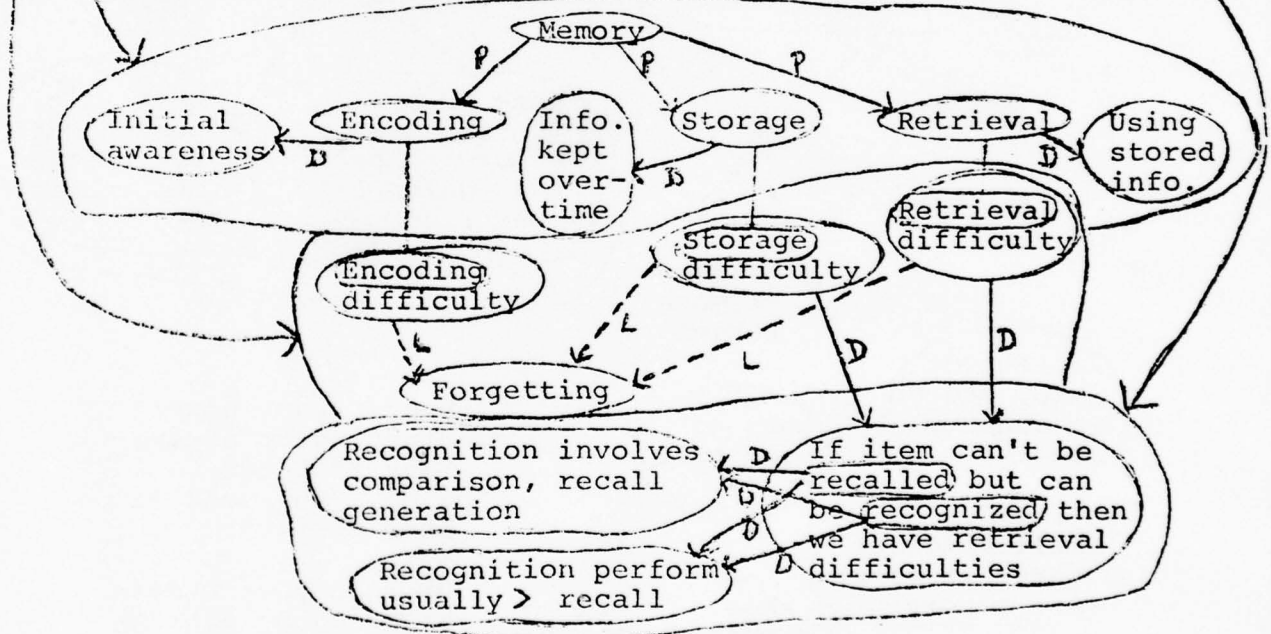 Memory
P
P
P
Initial
awareness
D
Encoding
Info.
kept
over-
time
D
Storage
Retrieval
D
Using
stored
info.
Encoding
difficulty
Storage
difficulty
Retrieval
difficulty
L
L
L
D
D
Forgetting
Recognition involves
comparison, recall
generation
D
D
D
D
If item can't be
recalled but can
be recognized then
we have retrieval
difficulties
Recognition perform
usually > recall